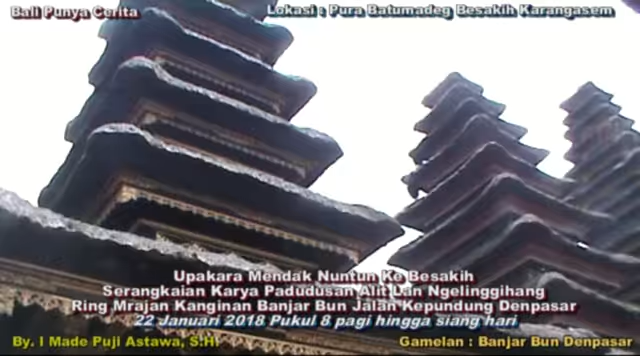 Bali Punya Cerita
Lokasi : Pura Batumadeg Besakih Karangasem
Upakara Mendak Nuntun Ke Besakih
Serangkaian Karya Padudusan Alit Dan Ngelinggihang
Ring Mrajan Kanginan Banjar Bun Jalan Kepundung Denpasar
22 Januari 2018 Pukul 8 pagi hingga siang hari
By. I Made Puji Astawa, S.H.
Gamelan : Banjar Bun Denpasar